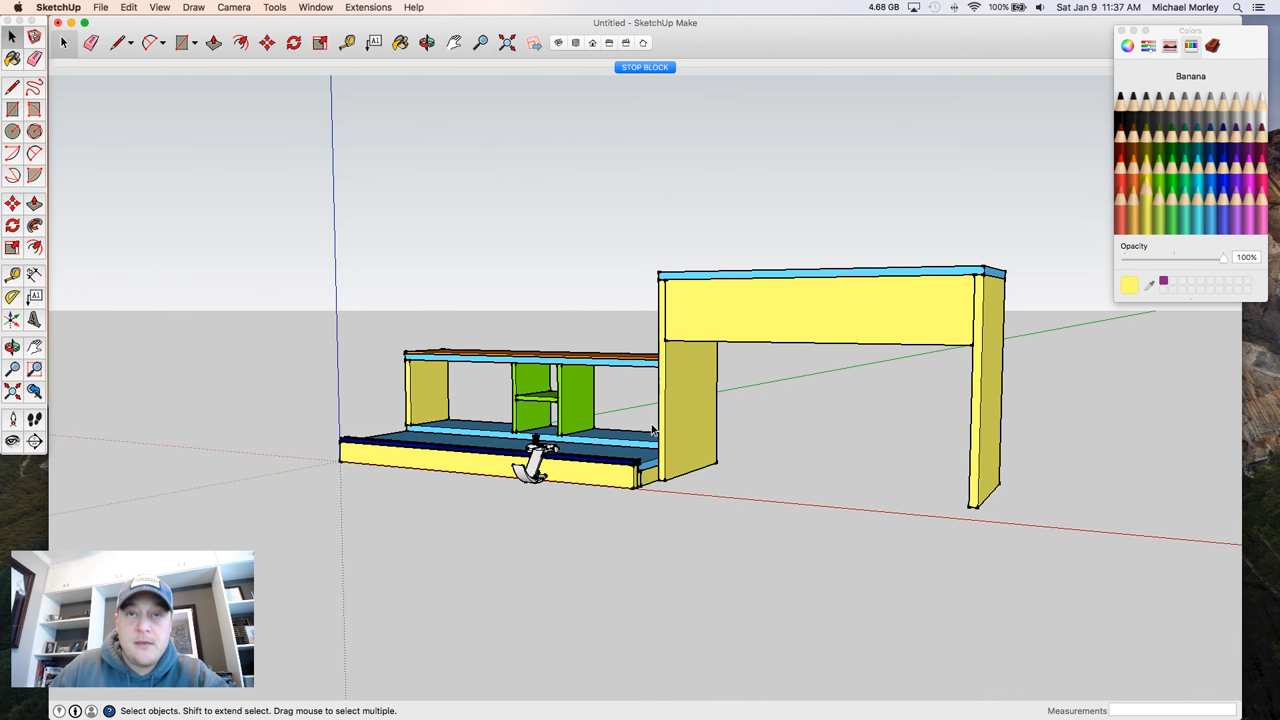 SketchUp File Edit View Draw Camera Tools Window Extensions Help 4.68 GB 100% Sat Jan 9 11:37 AM Michael Morley
Untitled - SketchUp Make
Colors
STOP BLOCK
Banana
Opacity
100%
Select objects. Shift to extend select. Drag mouse to select multiple.
Measurements